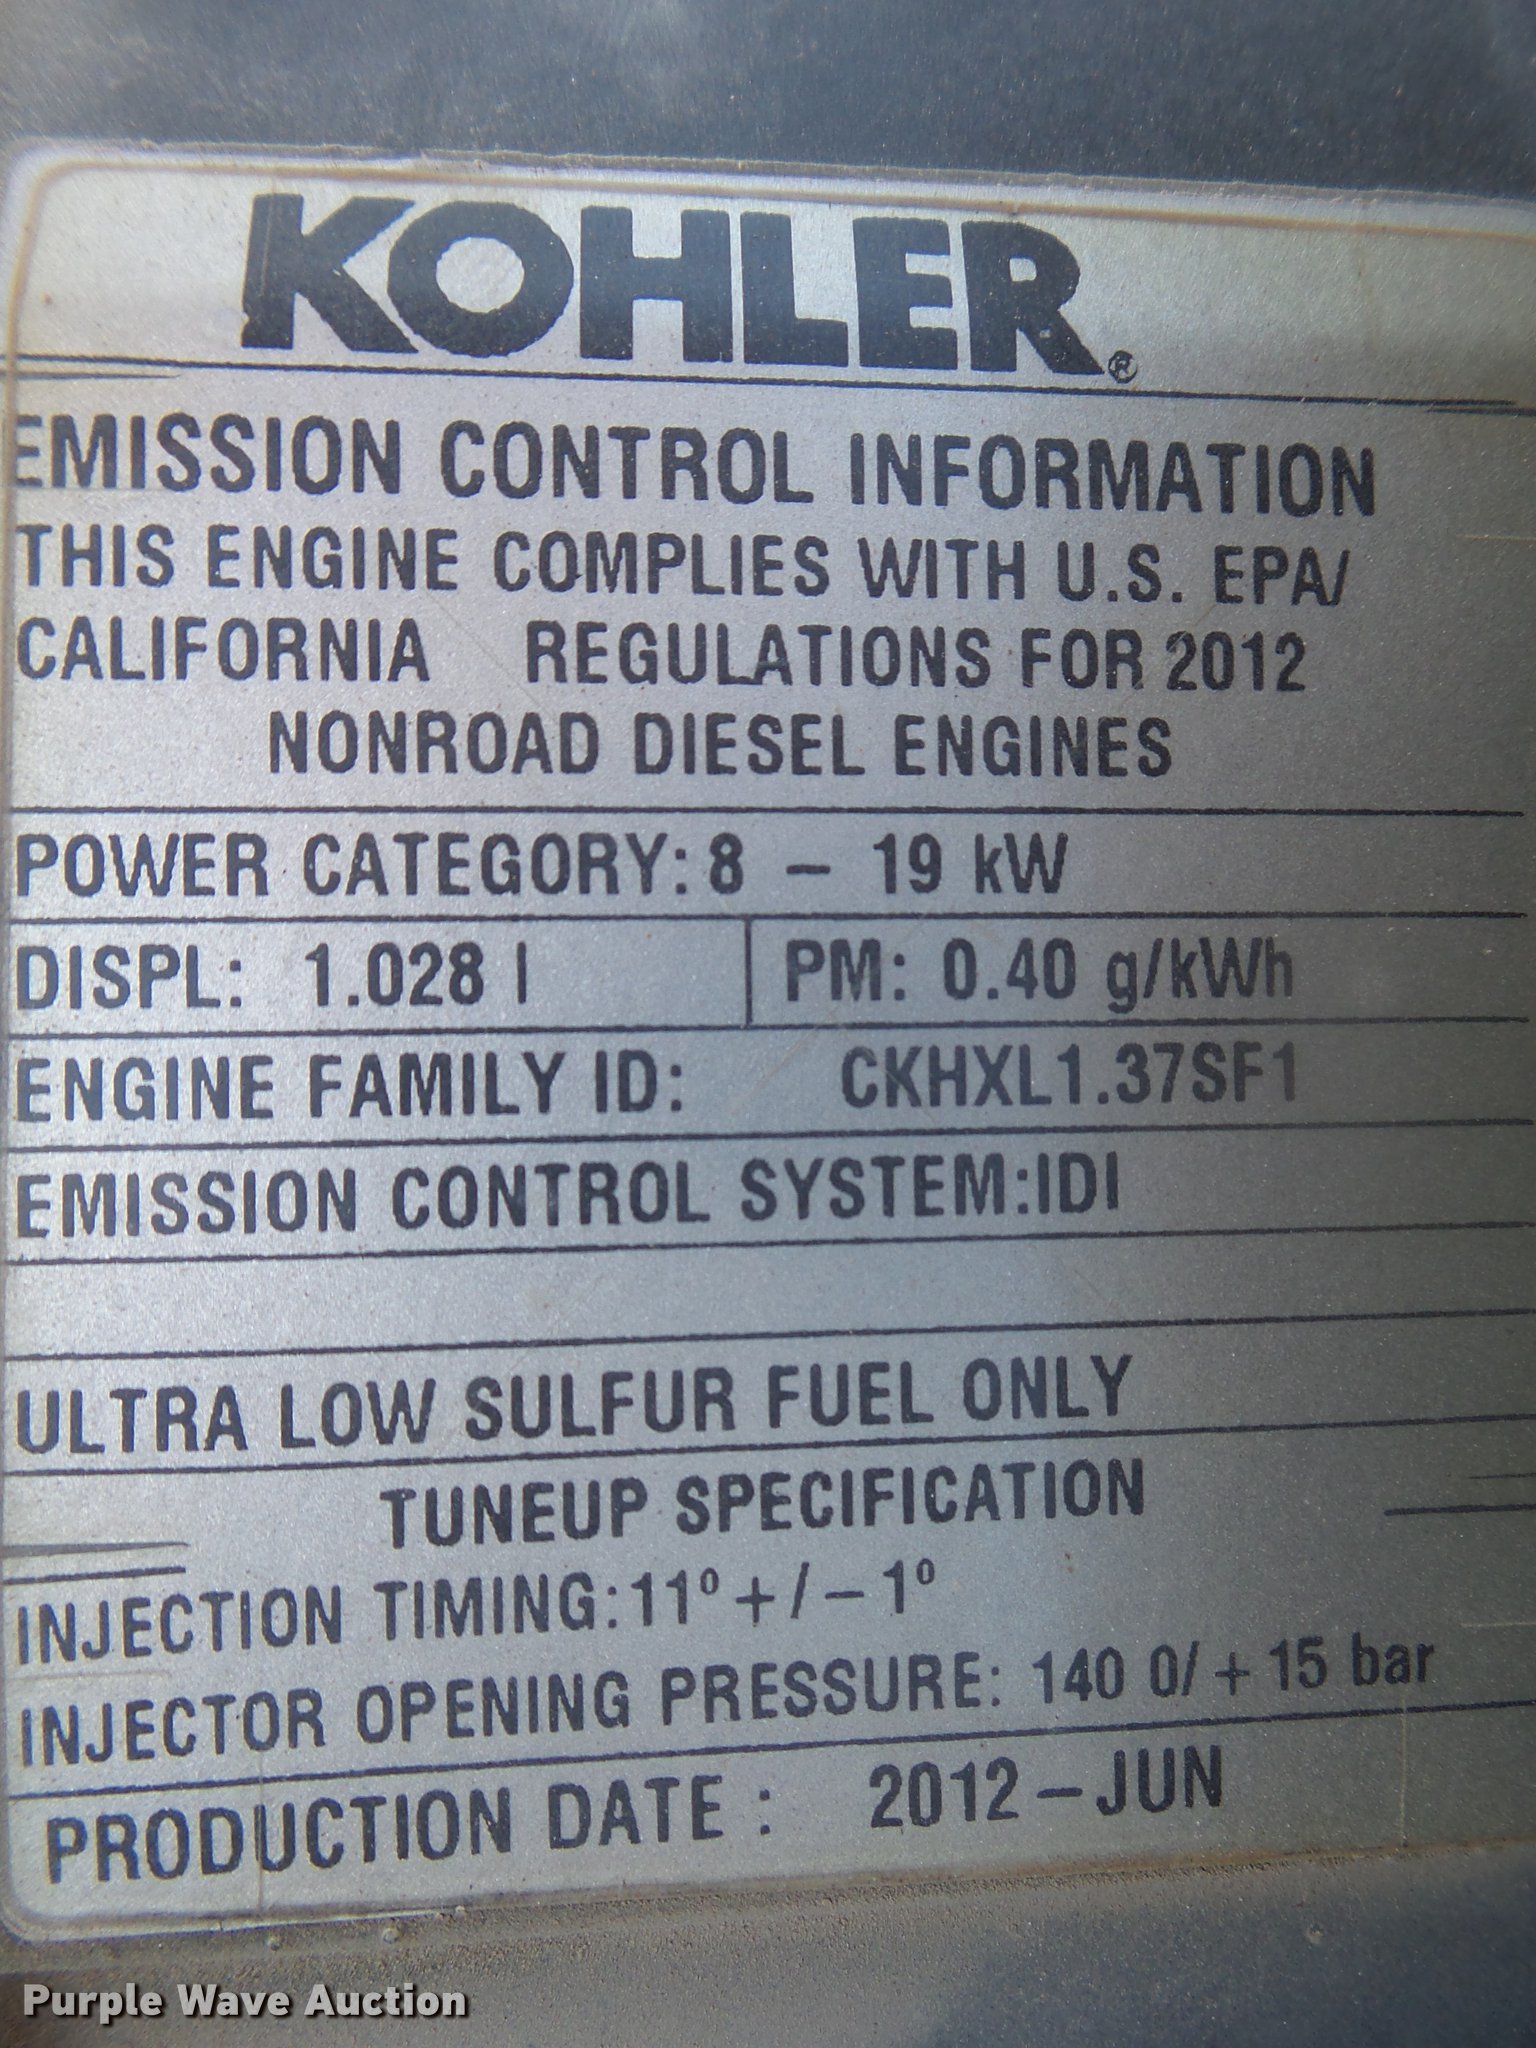 KOHLER®
EMISSION CONTROL INFORMATION
THIS ENGINE COMPLIES WITH U.S. EPA/
CALIFORNIA REGULATIONS FOR 2012
NONROAD DIESEL ENGINES
POWER CATEGORY: 8 – 19 kW
DISPL: 1.028 l PM: 0.40 g/kWh
ENGINE FAMILY ID: CKHXL1.37SF1
EMISSION CONTROL SYSTEM:IDI
ULTRA LOW SULFUR FUEL ONLY
TUNEUP SPECIFICATION
INJECTION TIMING:11° +/– 1°
INJECTOR OPENING PRESSURE: 140 0/+15 bar
PRODUCTION DATE : 2012–JUN
Purple Wave Auction